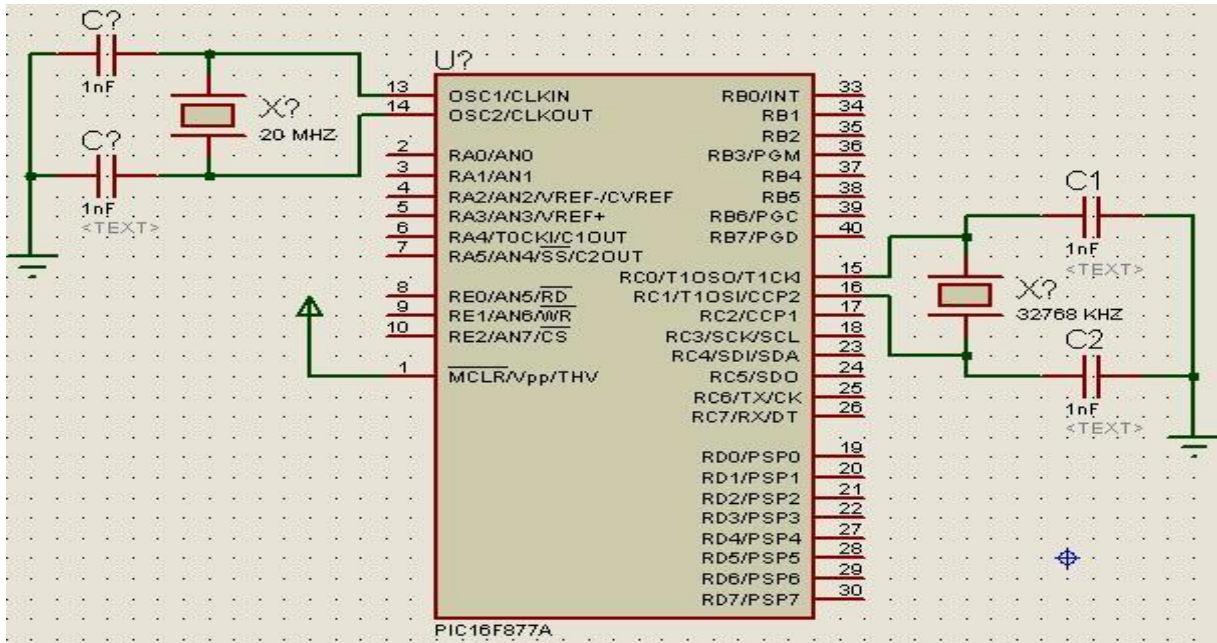 C?
1nF
X?
20 MHZ
C?
1nF
<TEXT>
U?
13
14
2
3
4
5
6
7
8
9
10
1
OSC1/CLKIN
OSC2/CLKOUT
RA0/AN0
RA1/AN1
RA2/AN2/VREF-/CVREF
RA3/AN3/VREF+
RA4/T0CKI/C1OUT
RA5/AN4/SS/C2OUT
RE0/AN5/RD
RE1/AN6/WR
RE2/AN7/CS
MCLR/Vpp/THV
RB0/INT
RB1
RB2
RB3/PGM
RB4
RB5
RB6/PGC
RB7/PGD
RC0/T1OSO/T1CKI
RC1/T1OSI/CCP2
RC2/CCP1
RC3/SCK/SCL
RC4/SDI/SDA
RC5/SDO
RC6/TX/CK
RC7/RX/DT
RD0/PSP0
RD1/PSP1
RD2/PSP2
RD3/PSP3
RD4/PSP4
RD5/PSP5
RD6/PSP6
RD7/PSP7
33
34
35
36
37
38
39
40
15
16
17
18
23
24
25
26
19
20
21
22
27
28
29
30
PIC16F877A
C1
1nF
<TEXT>
X?
32768 KHZ
C2
1nF
<TEXT>